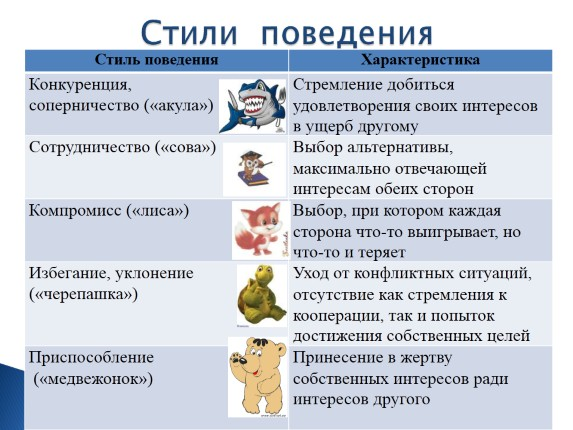 Стили поведения
Стиль поведения
Характеристика
Конкуренция,
соперничество («акула»)
Стремление добиться
удовлетворения своих интересов
в ущерб другому
Сотрудничество («сова»)
Выбор альтернативы,
максимально отвечающей
интересам обеих сторон
Компромисс («лиса»)
Выбор, при котором каждая
сторона что-то выигрывает, но
что-то и теряет
Избегание, уклонение
(«черепашка»)
Уход от конфликтных ситуаций,
отсутствие как стремления к
кооперации, так и попыток
достижения собственных целей
Приспособление
(«медвежонок»)
Принесение в жертву
собственных интересов ради
интересов другого